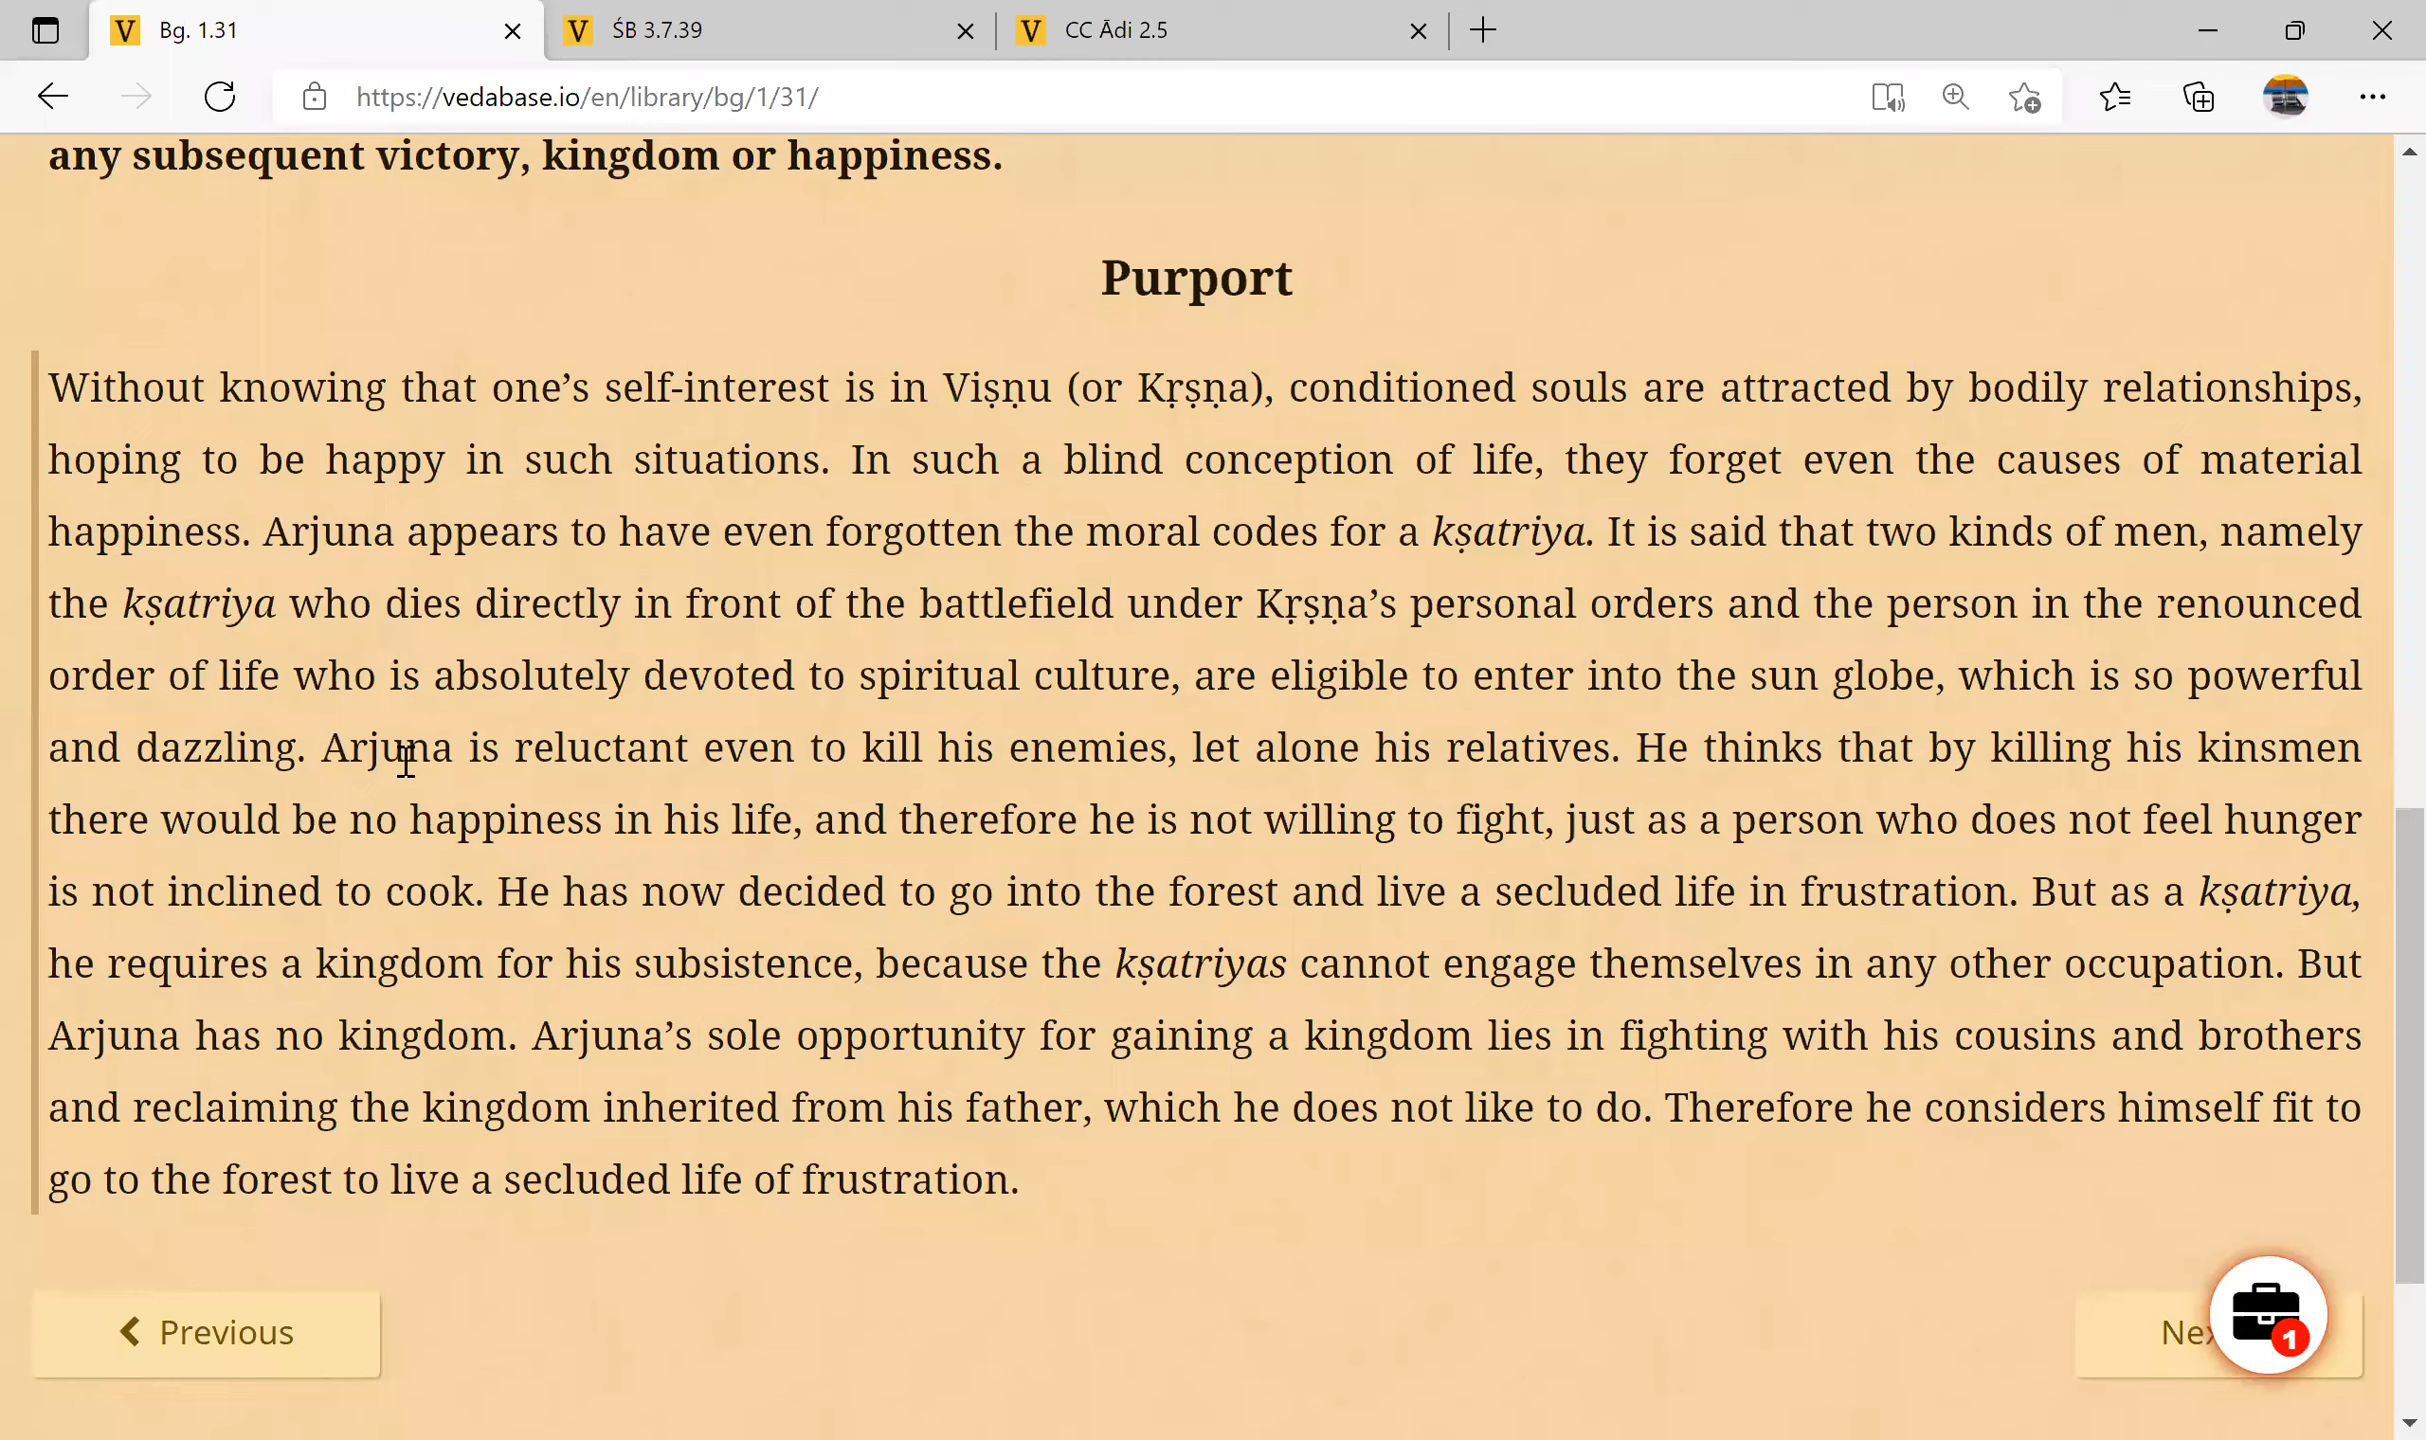 Bg. 1.31
ŚB 3.7.39
CC Ādi 2.5
https://vedabase.io/en/library/bg/1/31/
any subsequent victory, kingdom or happiness.
Purport
Without knowing that one’s self-interest is in Viṣṇu (or Kṛṣṇa), conditioned souls are attracted by bodily relationships,
hoping to be happy in such situations. In such a blind conception of life, they forget even the causes of material
happiness. Arjuna appears to have even forgotten the moral codes for a kṣatriya. It is said that two kinds of men, namely
the kṣatriya who dies directly in front of the battlefield under Kṛṣṇa’s personal orders and the person in the renounced
order of life who is absolutely devoted to spiritual culture, are eligible to enter into the sun globe, which is so powerful
and dazzling. Arjuna is reluctant even to kill his enemies, let alone his relatives. He thinks that by killing his kinsmen
there would be no happiness in his life, and therefore he is not willing to fight, just as a person who does not feel hunger
is not inclined to cook. He has now decided to go into the forest and live a secluded life in frustration. But as a kṣatriya,
he requires a kingdom for his subsistence, because the kṣatriyas cannot engage themselves in any other occupation. But
Arjuna has no kingdom. Arjuna’s sole opportunity for gaining a kingdom lies in fighting with his cousins and brothers
and reclaiming the kingdom inherited from his father, which he does not like to do. Therefore he considers himself fit to
go to the forest to live a secluded life of frustration.
Previous
1